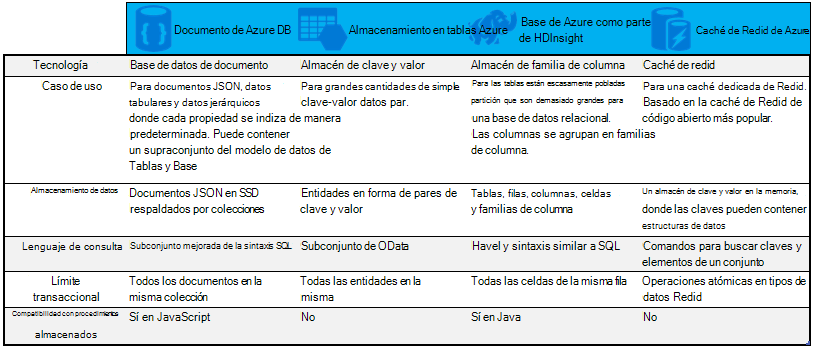 Documento de Azure DB
Almacenamiento en tablas Azure
Base de Azure como parte
de HDInsight
Caché de Redid de Azure
Tecnología
Base de datos de documento
Almacén de clave y valor
Almacén de familia de columna
Caché de redid
Caso de uso
Para documentos JSON, datos
tabulares y datos jerárquicos
donde cada propiedad se indiza de manera
predeterminada. Puede contener
un supraconjunto del modelo de datos de
Tablas y Base
Para grandes cantidades de simple
clave-valor datos par.
Para las tablas están escasamente pobladas
partición que son demasiado grandes para
una base de datos relacional.
Las columnas se agrupan en familias
de columna.
Para una caché dedicada de Redid.
Basado en la caché de Redid de
código abierto más popular.
Almacenamiento de datos
Documentos JSON en SSD
respaldados por colecciones
Entidades en forma de pares de
clave y valor
Tablas, filas, columnas, celdas
y familias de columna
Un almacén de clave y valor en la memoria,
donde las claves pueden contener
estructuras de datos
Lenguaje de consulta
Subconjunto mejorada de la sintaxis SQL
Subconjunto de OData
Havel y sintaxis similar a SQL
Comandos para buscar claves y
elementos de un conjunto
Límite
transaccional
Todos los documentos en la
misma colección
Todas las entidades en la
misma
Todas las celdas de la misma fila
Operaciones atómicas en tipos de
datos Redid
Compatibilidad con procedimientos
almacenados
Sí en JavaScript
No
Sí en Java
No